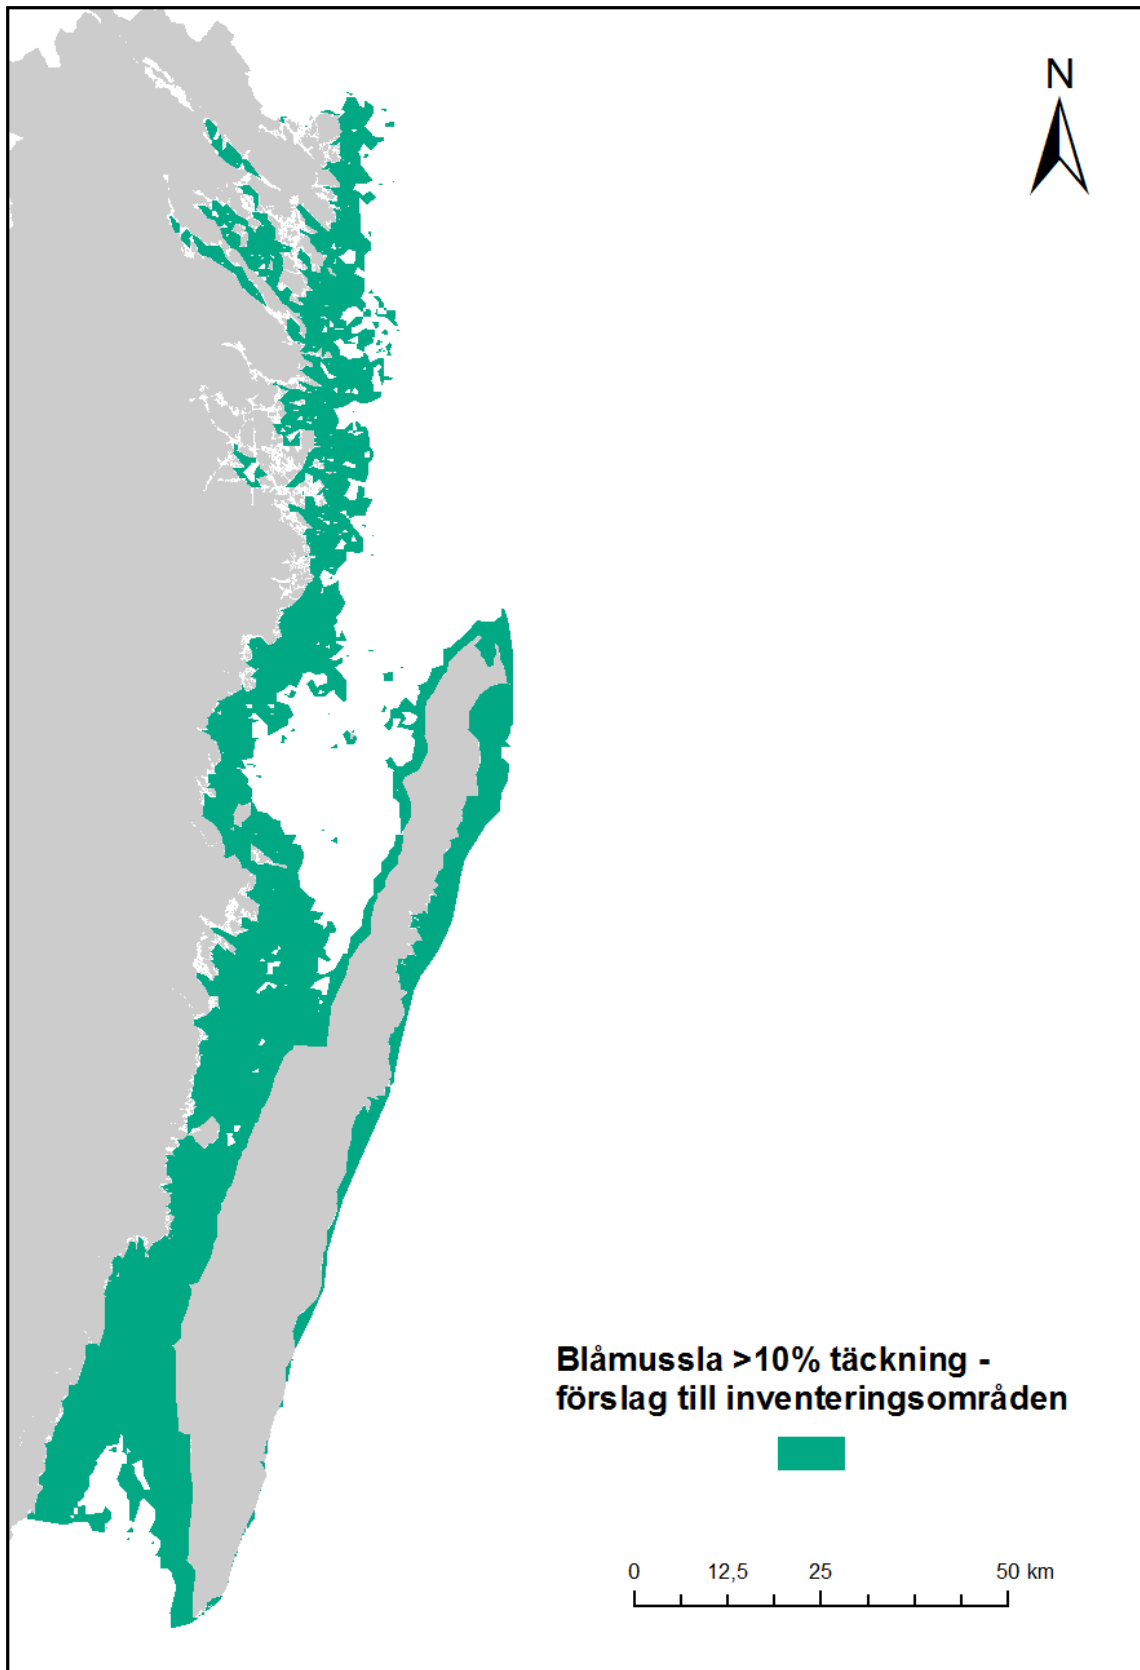 N
Blåmussla >10% täckning -
förslag till inventeringsområden
0 12,5 25 50 km